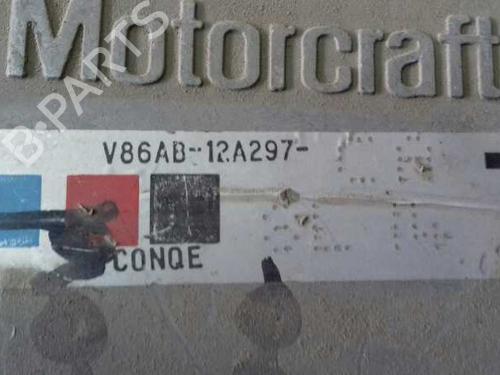 B-PARTS
Motorcraft
V86AB-12A297-
CONQE